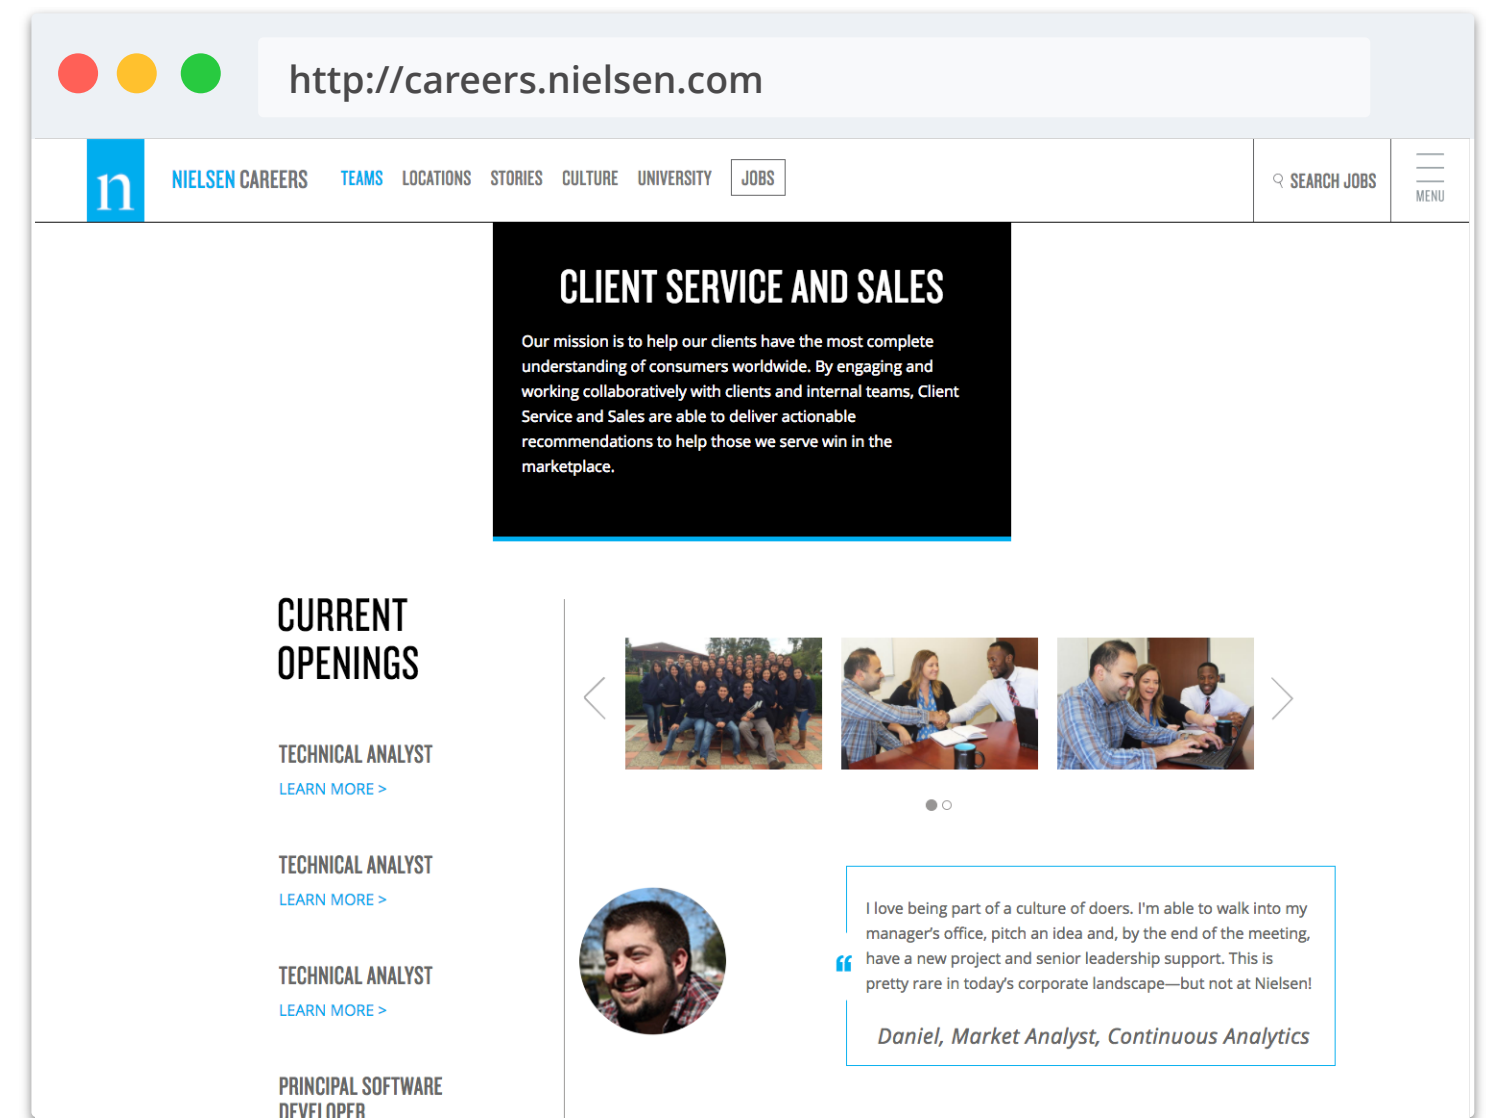 http://careers.nielsen.com
n
NIELSEN CAREERS
TEAMS
LOCATIONS
STORIES
CULTURE
UNIVERSITY
JOBS
SEARCH JOBS
MENU
CLIENT SERVICE AND SALES
Our mission is to help our clients have the most complete
understanding of consumers worldwide. By engaging and
working collaboratively with clients and internal teams, Client
Service and Sales are able to deliver actionable
recommendations to help those we serve win in the
marketplace.
CURRENT
OPENINGS
TECHNICAL ANALYST
LEARN MORE >
TECHNICAL ANALYST
LEARN MORE >
TECHNICAL ANALYST
LEARN MORE >
PRINCIPAL SOFTWARE
DEVELOPER
“
I love being part of a culture of doers. I'm able to walk into my
manager’s office, pitch an idea and, by the end of the meeting,
have a new project and senior leadership support. This is
pretty rare in today’s corporate landscape—but not at Nielsen!
Daniel, Market Analyst, Continuous Analytics